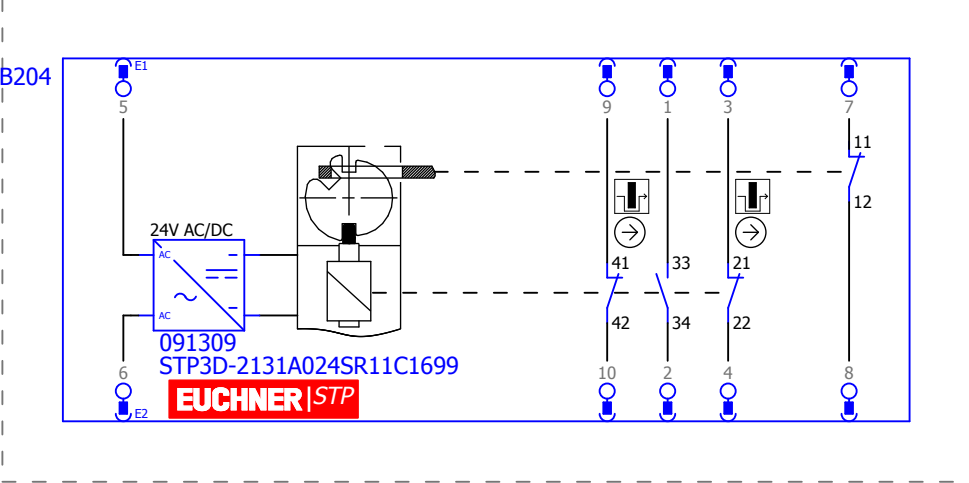 E1
B204
5
9
1
3
7
11
12
24V AC/DC
AC
41
33
21
AC
42
34
22
091309
STP3D-2131A024SR11C1699
6
10
2
4
8
EUCHNER|STP
E2